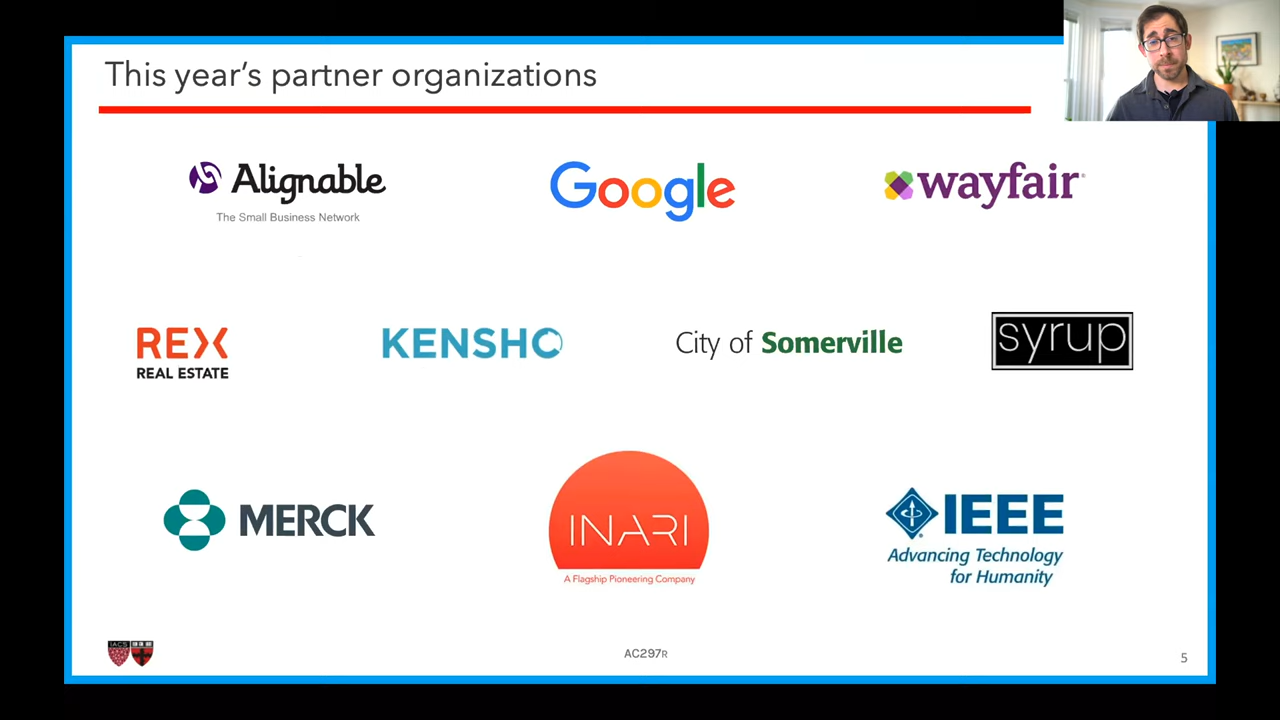 This year's partner organizations
Alignable
The Small Business Network
Google
wayfair
REX
REAL ESTATE
KENSHO
City of Somerville
syrup
MERCK
INARI
A Flagship Pioneering Company
IEEE
Advancing Technology
for Humanity
IACS
AC297R
5